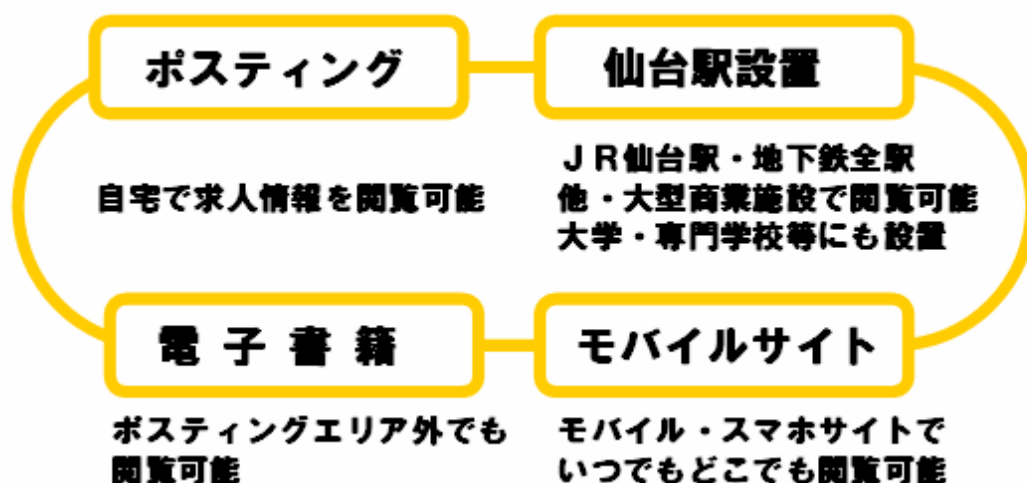 ポスティング
仙台駅設置
自宅で求人情報を閲覧可能
ＪＲ仙台駅・地下鉄全駅
他・大型商業施設で閲覧可能
大学・専門学校等にも設置
電子書籍
モバイルサイト
ポスティングエリア外でも
閲覧可能
モバイル・スマホサイトで
いつでもどこでも閲覧可能